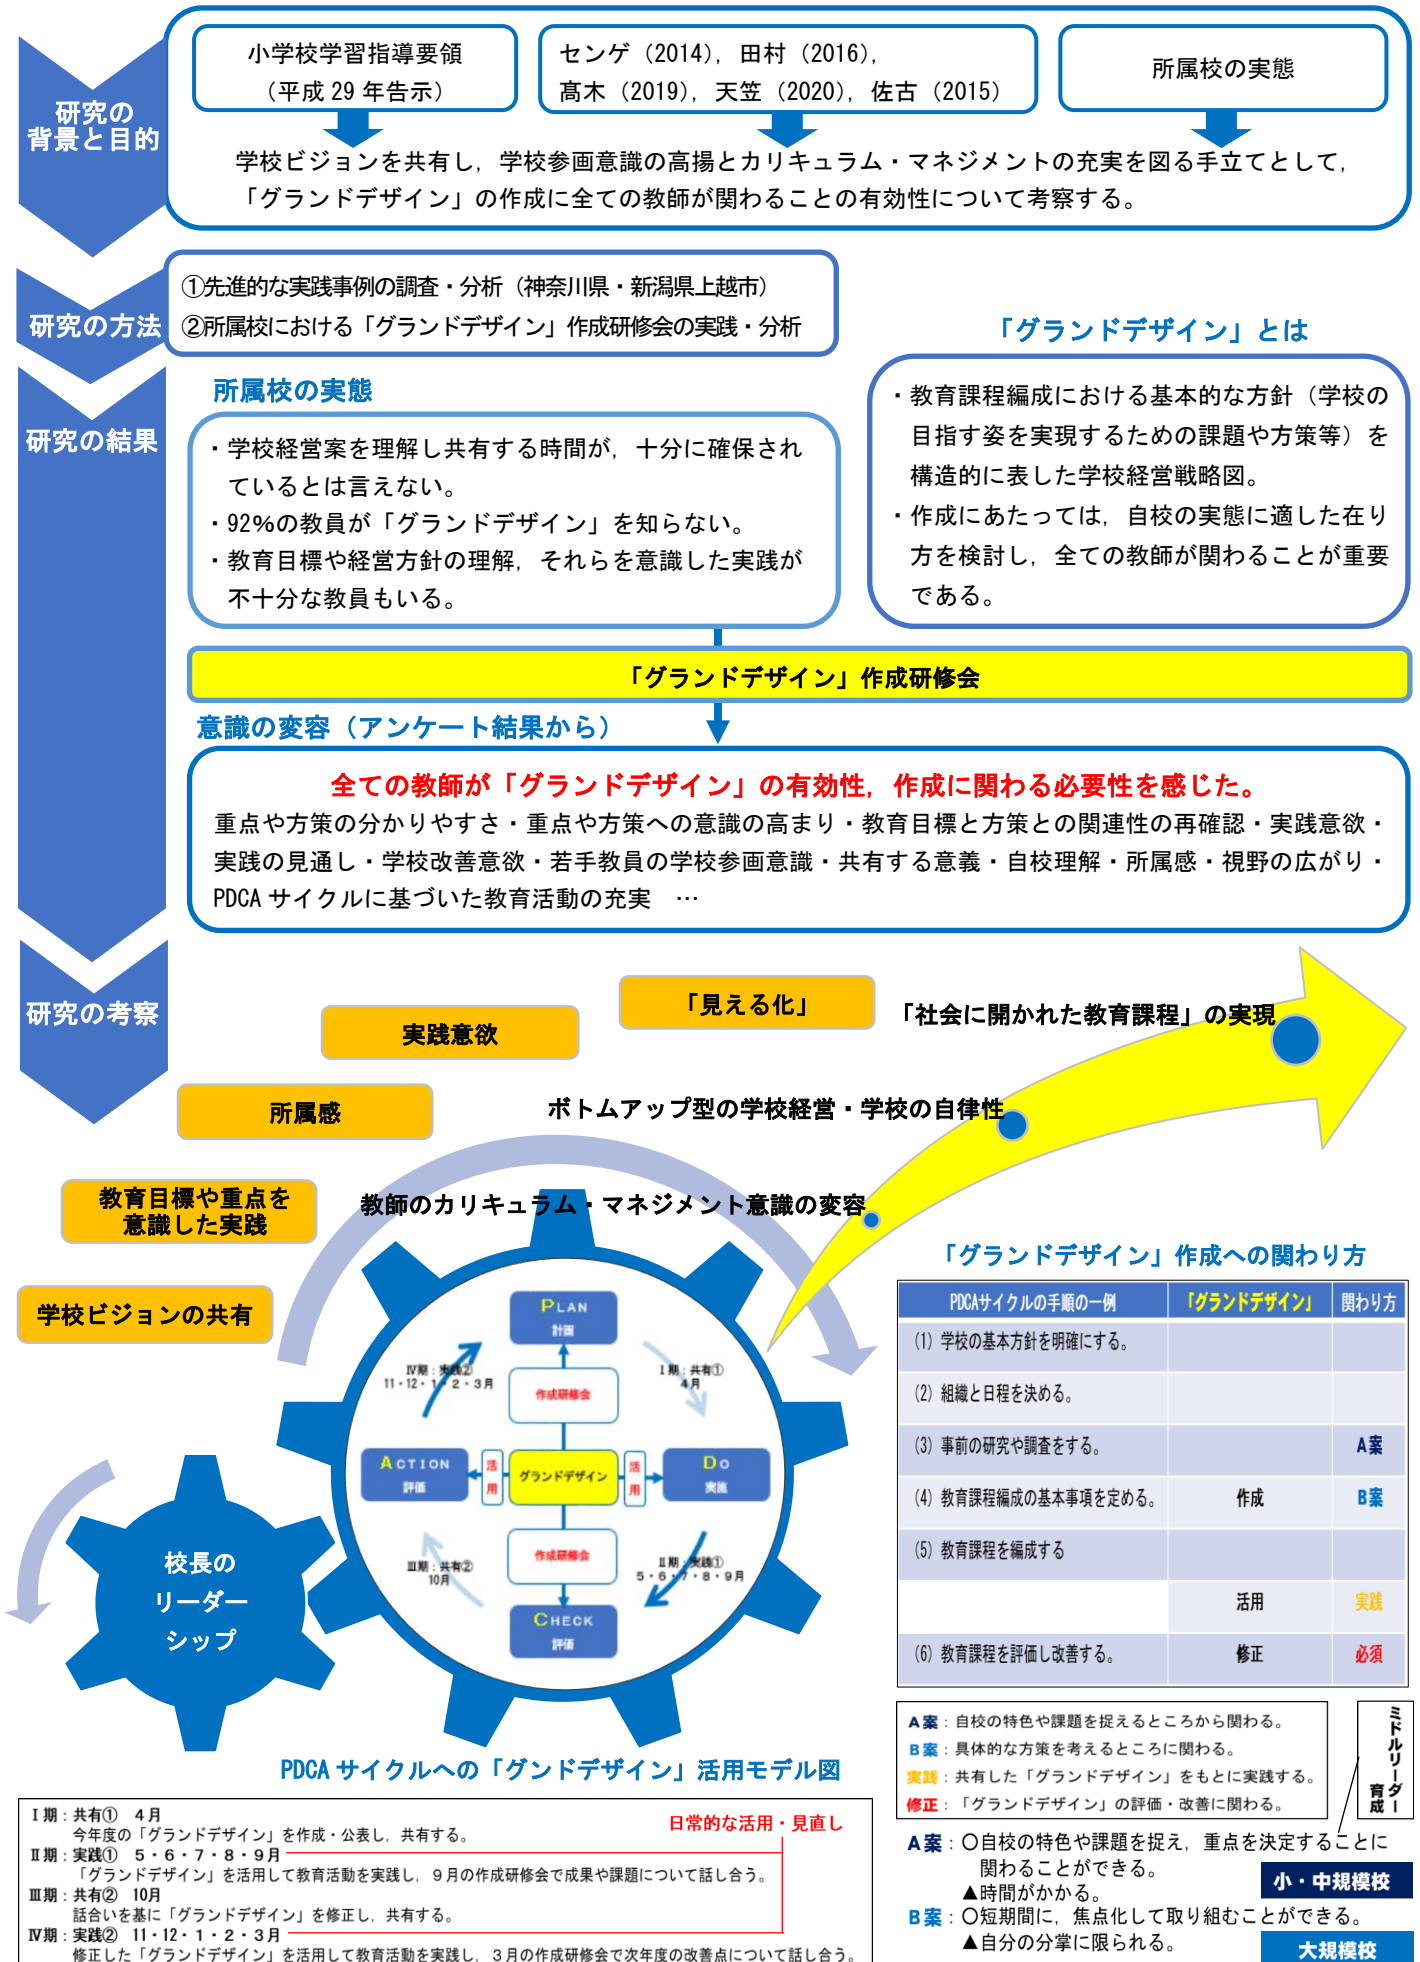 研究の
背景と目的
小学校学習指導要領
（平成 29 年告示）
センゲ（2014），田村（2016），
髙木（2019），天笠（2020），佐古（2015）
所属校の実態
学校ビジョンを共有し，学校参画意識の高揚とカリキュラム・マネジメントの充実を図る手立てとして，
「グランドデザイン」の作成に全ての教師が関わることの有効性について考察する。
研究の方法
①先進的な実践事例の調査・分析（神奈川県・新潟県上越市）
②所属校における「グランドデザイン」作成研修会の実践・分析
「グランドデザイン」とは
・教育課程編成における基本的な方針（学校の
目指す姿を実現するための課題や方策等）を
構造的に表した学校経営戦略図。
・作成にあたっては，自校の実態に適した在り
方を検討し，全ての教師が関わることが重要
である。
研究の結果
所属校の実態
・学校経営案を理解し共有する時間が，十分に確保され
ているとは言えない。
・92%の教員が「グランドデザイン」を知らない。
・教育目標や経営方針の理解，それらを意識した実践が
不十分な教員もいる。
「グランドデザイン」作成研修会
意識の変容（アンケート結果から）
全ての教師が「グランドデザイン」の有効性，作成に関わる必要性を感じた。
重点や方策の分かりやすさ・重点や方策への意識の高まり・教育目標と方策との関連性の再確認・実践意欲・
実践の見通し・学校改善意欲・若手教員の学校参画意識・共有する意義・自校理解・所属感・視野の広がり・
PDCA サイクルに基づいた教育活動の充実　…
研究の考察
「見える化」
「社会に開かれた教育課程」の実現
実践意欲
所属感
ボトムアップ型の学校経営・学校の自律性
教育目標や重点を
意識した実践
教師のカリキュラム・マネジメント意識の変容
学校ビジョンの共有
PLAN
計画
Ⅳ期：実践②
11・12・1・2・3月
Ⅰ期：共有①
4月
作成研修会
ACTION
評価
活用
グランドデザイン
活用
DO
実施
作成研修会
Ⅲ期：共有②
10月
Ⅱ期：実践①
5・6・7・8・9月
CHECK
評価
校長の
リーダー
シップ
PDCA サイクルへの「グンドデザイン」活用モデル図
Ⅰ期：共有①　４月
今年度の「グランドデザイン」を作成・公表し，共有する。
日常的な活用・見直し
Ⅱ期：実践①　５・６・７・８・９月
「グランドデザイン」を活用して教育活動を実践し，９月の作成研修会で成果や課題について話し合う。
Ⅲ期：共有②　10月
話合いを基に「グランドデザイン」を修正し，共有する。
Ⅳ期：実践②　11・12・１・２・３月
修正した「グランドデザイン」を活用して教育活動を実践し，３月の作成研修会で次年度の改善点について話し合う。
「グランドデザイン」作成への関わり方
PDCAサイクルの手順の一例　「グランドデザイン」　関わり方
(1) 学校の基本方針を明確にする。
(2) 組織と日程を決める。
(3) 事前の研究や調査をする。　A案
(4) 教育課程編成の基本事項を定める。　作成　B案
(5) 教育課程を編成する
活用　実践
(6) 教育課程を評価し改善する。　修正　必須
A案：自校の特色や課題を捉えるところから関わる。
B案：具体的な方策を考えるところに関わる。
実践：共有した「グランドデザイン」をもとに実践する。
修正：「グランドデザイン」の評価・改善に関わる。
ミドルリーダー
育成
A案：〇自校の特色や課題を捉え，重点を決定することに
関わることができる。
▲時間がかかる。
小・中規模校
B案：〇短期間に，焦点化して取り組むことができる。
▲自分の分掌に限られる。
大規模校